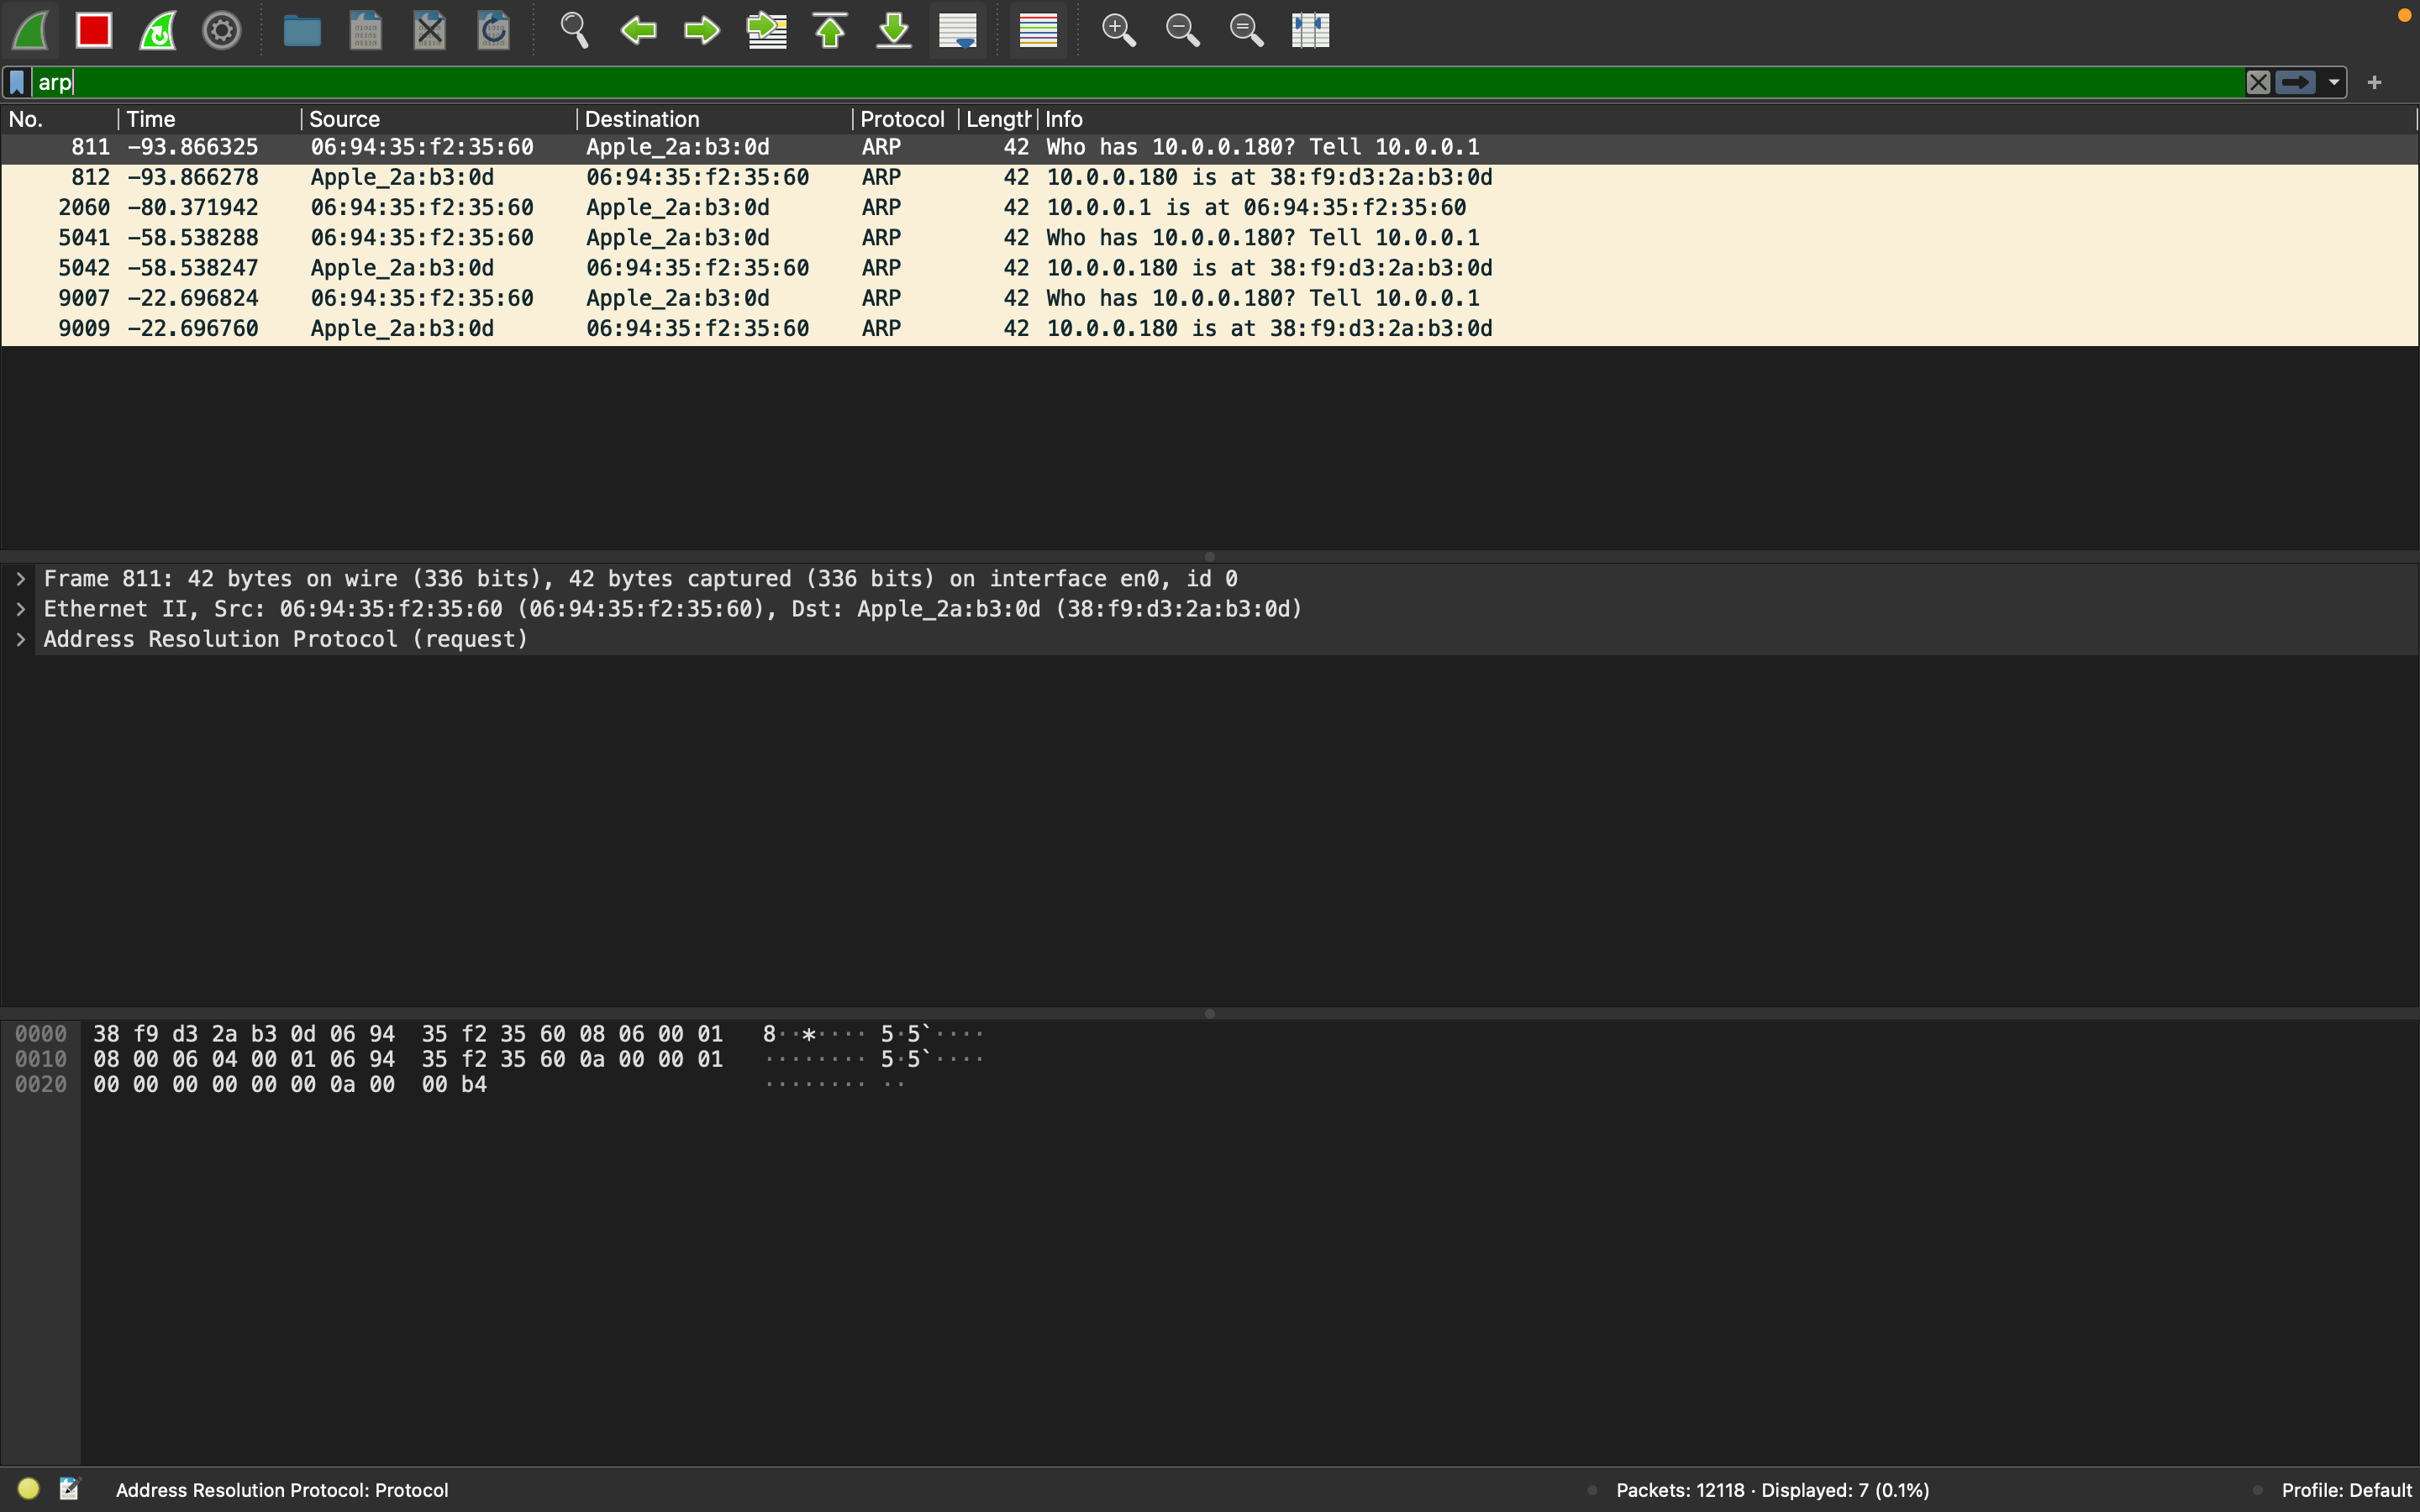 arp
No. Time Source Destination Protocol Length Info
811 -93.866325 06:94:35:f2:35:60 Apple_2a:b3:0d ARP 42 Who has 10.0.0.180? Tell 10.0.0.1
812 -93.866278 Apple_2a:b3:0d 06:94:35:f2:35:60 ARP 42 10.0.0.180 is at 38:f9:d3:2a:b3:0d
2060 -80.371942 06:94:35:f2:35:60 Apple_2a:b3:0d ARP 42 10.0.0.1 is at 06:94:35:f2:35:60
5041 -58.538288 06:94:35:f2:35:60 Apple_2a:b3:0d ARP 42 Who has 10.0.0.180? Tell 10.0.0.1
5042 -58.538247 Apple_2a:b3:0d 06:94:35:f2:35:60 ARP 42 10.0.0.180 is at 38:f9:d3:2a:b3:0d
9007 -22.696824 06:94:35:f2:35:60 Apple_2a:b3:0d ARP 42 Who has 10.0.0.180? Tell 10.0.0.1
9009 -22.696760 Apple_2a:b3:0d 06:94:35:f2:35:60 ARP 42 10.0.0.180 is at 38:f9:d3:2a:b3:0d
Frame 811: 42 bytes on wire (336 bits), 42 bytes captured (336 bits) on interface en0, id 0
Ethernet II, Src: 06:94:35:f2:35:60 (06:94:35:f2:35:60), Dst: Apple_2a:b3:0d (38:f9:d3:2a:b3:0d)
Address Resolution Protocol (request)
0000 38 f9 d3 2a b3 0d 06 94 35 f2 35 60 08 06 00 01 8··*···· 5·5`····
0010 08 00 06 04 00 01 06 94 35 f2 35 60 0a 00 00 01 ········ 5·5`····
0020 00 00 00 00 00 00 0a 00 00 b4 ········ ··
Address Resolution Protocol: Protocol
Packets: 12118 · Displayed: 7 (0.1%)
Profile: Default